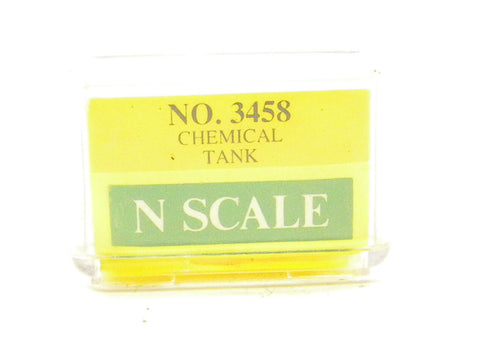 NO. 3458
CHEMICAL
TANK
N SCALE